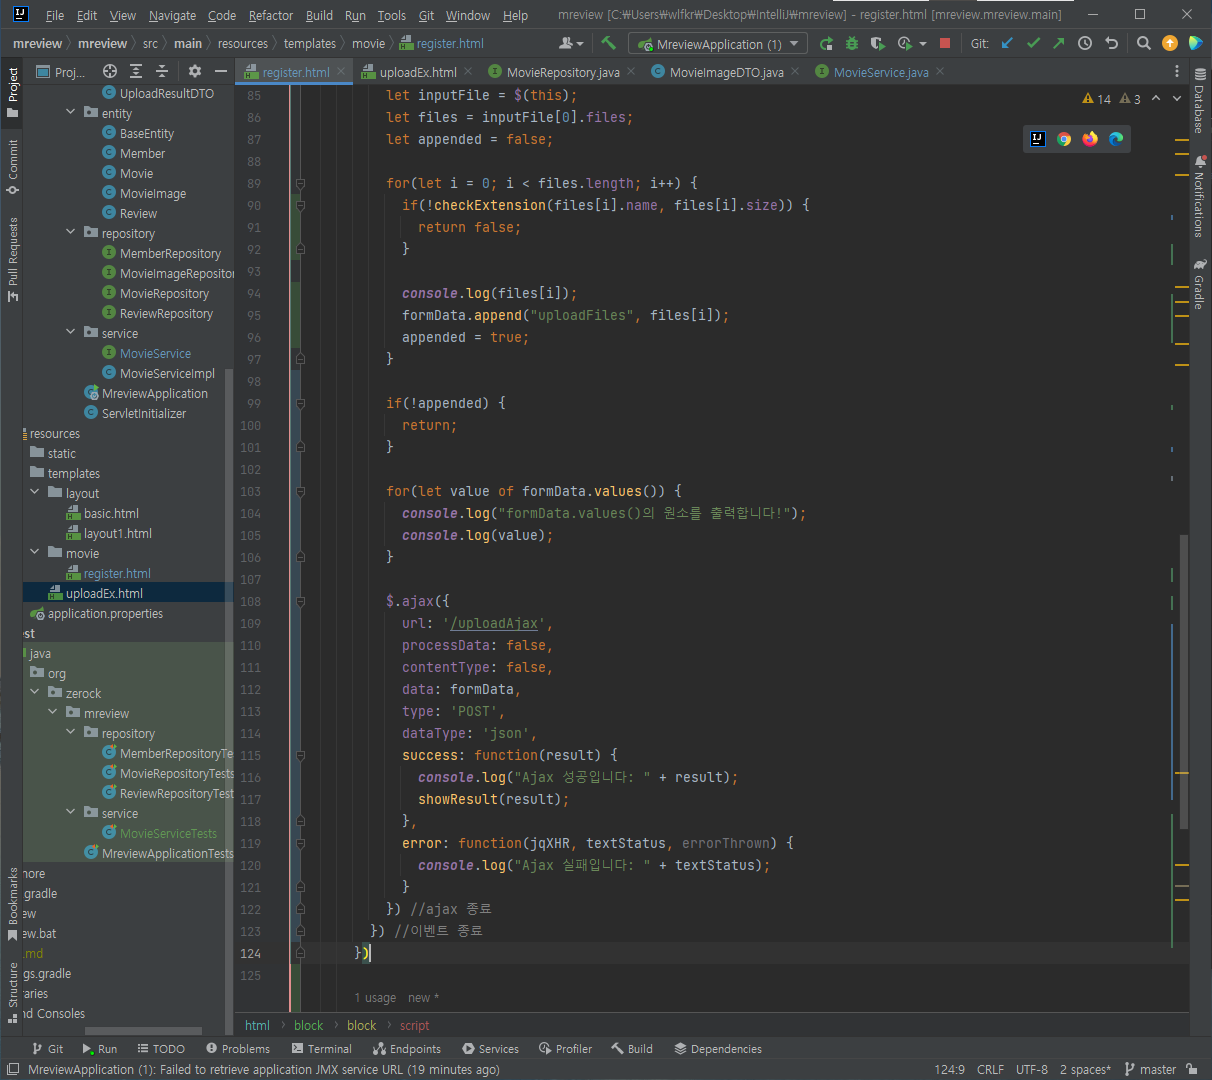 File Edit View Navigate Code Refactor Build Run Tools Git Window Help mreview [C:₩Users₩wlfkr₩Desktop₩IntelliJ₩mreview] - register.html [mreview.mreview.main]
mreview mreview src main resources templates movie register.html MreviewApplication (1) Git:
Proj... register.html uploadEx.html MovieRepository.java MovieImageDTO.java MovieService.java
Project
Commit
Pull Requests
Bookmarks
Structure
UploadResultDTO
entity
BaseEntity
Member
Movie
MovieImage
Review
repository
MemberRepository
MovieImageRepositor
MovieRepository
ReviewRepository
service
MovieService
MovieServiceImpl
MreviewApplication
ServletInitializer
resources
static
templates
layout
basic.html
layout1.html
movie
register.html
uploadEx.html
application.properties
est
java
org
zerock
mreview
repository
MemberRepositoryTe
MovieRepositoryTests
ReviewRepositoryTest
service
MovieServiceTests
MreviewApplicationTests
nore
gradle
ew
ew.bat
.md
gs.gradle
raries
nd Consoles
14 3
85 let inputFile = $(this);
86 let files = inputFile[0].files;
87 let appended = false;
88
89 for(let i = 0; i < files.length; i++) {
90 if(!checkExtension(files[i].name, files[i].size)) {
91 return false;
92 }
93
94 console.log(files[i]);
95 formData.append("uploadFiles", files[i]);
96 appended = true;
97 }
98
99 if(!appended) {
100 return;
101 }
102
103 for(let value of formData.values()) {
104 console.log("formData.values()의 원소를 출력합니다!");
105 console.log(value);
106 }
107
108 $.ajax({
109 url: '/uploadAjax',
110 processData: false,
111 contentType: false,
112 data: formData,
113 type: 'POST',
114 dataType: 'json',
115 success: function(result) {
116 console.log("Ajax 성공입니다: " + result);
117 showResult(result);
118 },
119 error: function(jqXHR, textStatus, errorThrown) {
120 console.log("Ajax 실패입니다: " + textStatus);
121 }
122 }) //ajax 종료
123 }) //이벤트 종료
124 })
125
1 usage new *
Database
Notifications
Gradle
html block block script
Git Run TODO Problems Terminal Endpoints Services Profiler Build Dependencies
MreviewApplication (1): Failed to retrieve application JMX service URL (19 minutes ago) 124:9 CRLF UTF-8 2 spaces* master